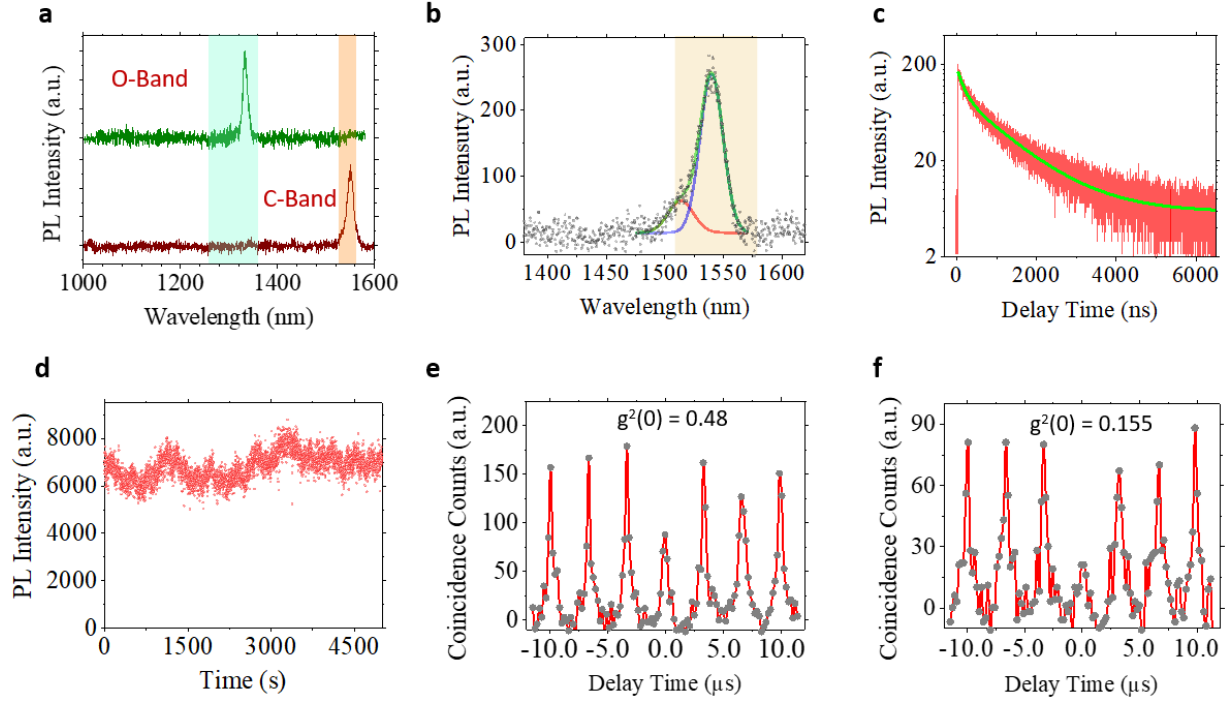 a
O-Band
C-Band
PL Intensity (a.u.)
1000
1200
1400
1600
Wavelength (nm)
b
300
200
100
0
PL Intensuty (a.u.)
1400
1450
1500
1550
1600
Wavelength (nm)
c
200
20
2
PL Intensity (a.u.)
0
2000
4000
6000
Delay Time (ns)
d
8000
6000
4000
2000
0
PL Intensity (a.u.)
0
1500
3000
4500
Time (s)
e
g²(0) = 0.48
200
150
100
50
0
Coincidence Counts (a.u.)
-10.0
-5.0
0.0
5.0
10.0
Delay Time (μs)
f
g²(0) = 0.155
90
60
30
0
Coincidence Counts (a.u.)
-10.0
-5.0
0.0
5.0
10.0
Delay Time (μs)